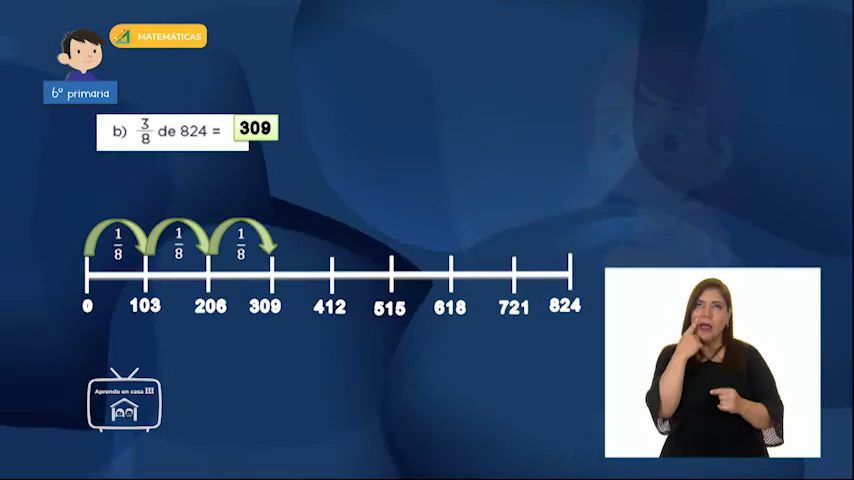 MATEMÁTICAS
6º primaria
b) 3/8 de 824 = 309
1/8 1/8 1/8
0 103 206 309 412 515 618 721 824
Aprende en casa III